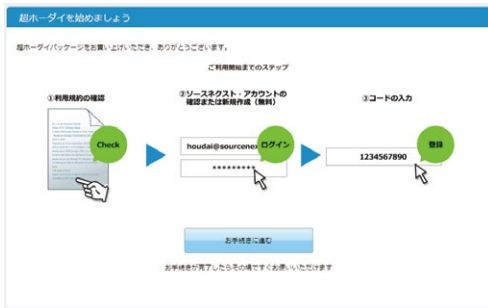 超ホーダイを始めましょう
超ホーダイパッケージをお買い上げいただき、ありがとうございます。
ご利用開始までのステップ
①利用規約の確認
Check
②ソースネクスト・アカウントの
確認または新規作成（無料）
houdai@sourcenex
ログイン
*********
③コードの入力
登録
1234567890
お手続きに進む
お手続きが完了したらその場ですぐお使いいただけます